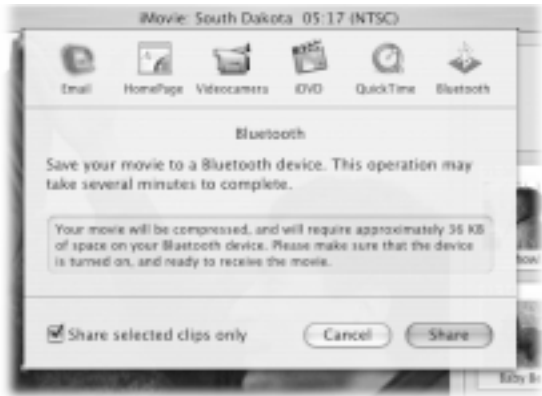 iMovie: South Dakota 05:17 (NTSC)
Email HomePage Videocamera iDVD QuickTime Bluetooth
Bluetooth
Save your movie to a Bluetooth device. This operation may
take several minutes to complete.
Your movie will be compressed, and will require approximately 36 KB
of space on your Bluetooth device. Please make sure that the device
is turned on, and ready to receive the movie.
Share selected clips only Cancel Share
Baby